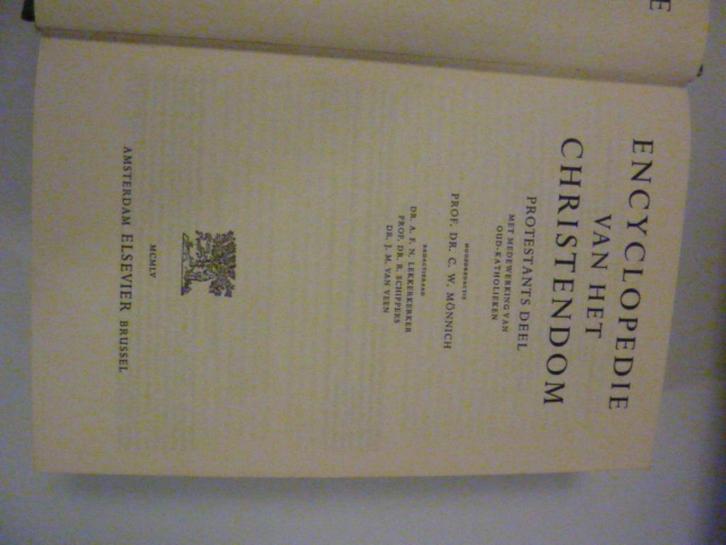 E
ENCYCLOPEDIE
VAN HET
CHRISTENDOM
PROTESTANTS DEEL
MET MEDEWERKING VAN
OUD-KATHOLIEKEN
HOOFDREDACTIE
PROF. DR. C. W. MÖNNICH
REDACTIERAAD
DR. A. F. N. LEKKERKERKER
PROF. DR. R. SCHIPPERS
DR. J. M. VAN VEEN
MCMLV
AMSTERDAM ELSEVIER BRUSSEL